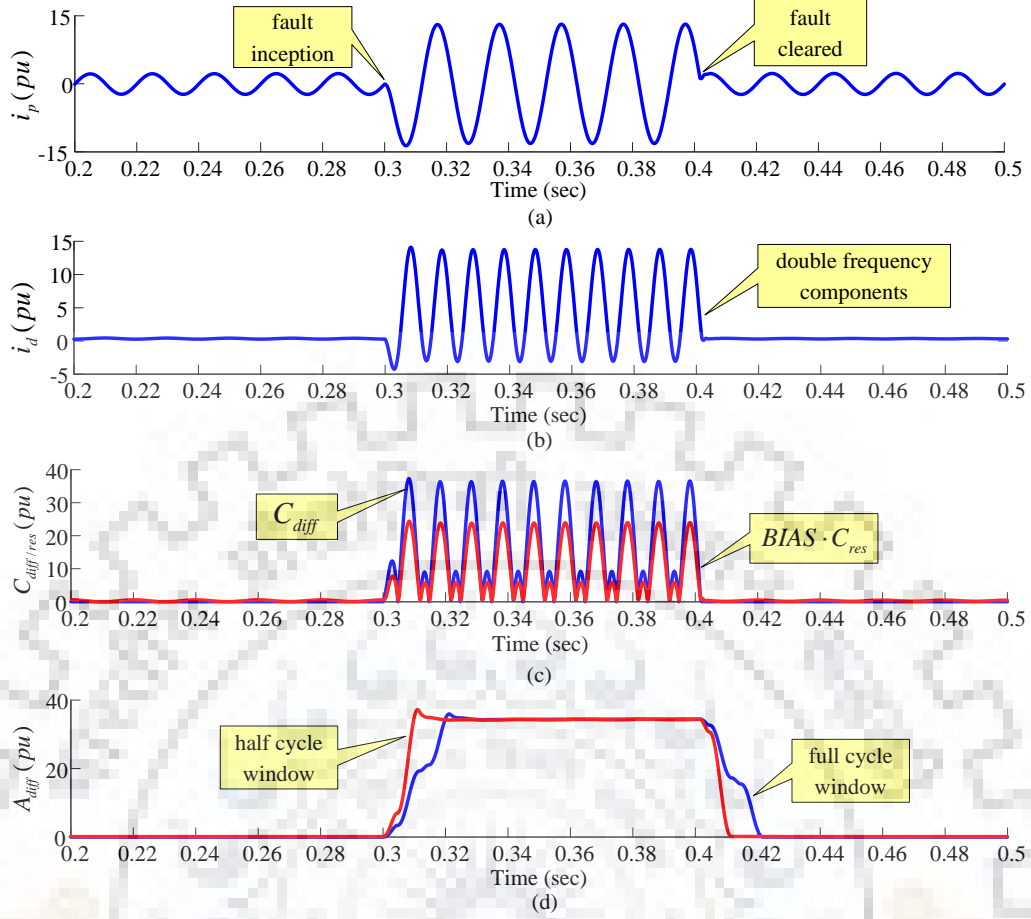 15
0
-15
i_p (pu)
fault
inception
fault
cleared
0.2 0.22 0.24 0.26 0.28 0.3 0.32 0.34 0.36 0.38 0.4 0.42 0.44 0.46 0.48 0.5
Time (sec)
(a)
15
10
5
0
-5
i_d (pu)
double frequency
components
0.2 0.22 0.24 0.26 0.28 0.3 0.32 0.34 0.36 0.38 0.4 0.42 0.44 0.46 0.48 0.5
Time (sec)
(b)
40
30
20
10
0
C_diff/res (pu)
C_diff
BIAS · C_res
0.2 0.22 0.24 0.26 0.28 0.3 0.32 0.34 0.36 0.38 0.4 0.42 0.44 0.46 0.48 0.5
Time (sec)
(c)
40
20
0
A_diff (pu)
half cycle
window
full cycle
window
0.2 0.22 0.24 0.26 0.28 0.3 0.32 0.34 0.36 0.38 0.4 0.42 0.44 0.46 0.48 0.5
Time (sec)
(d)